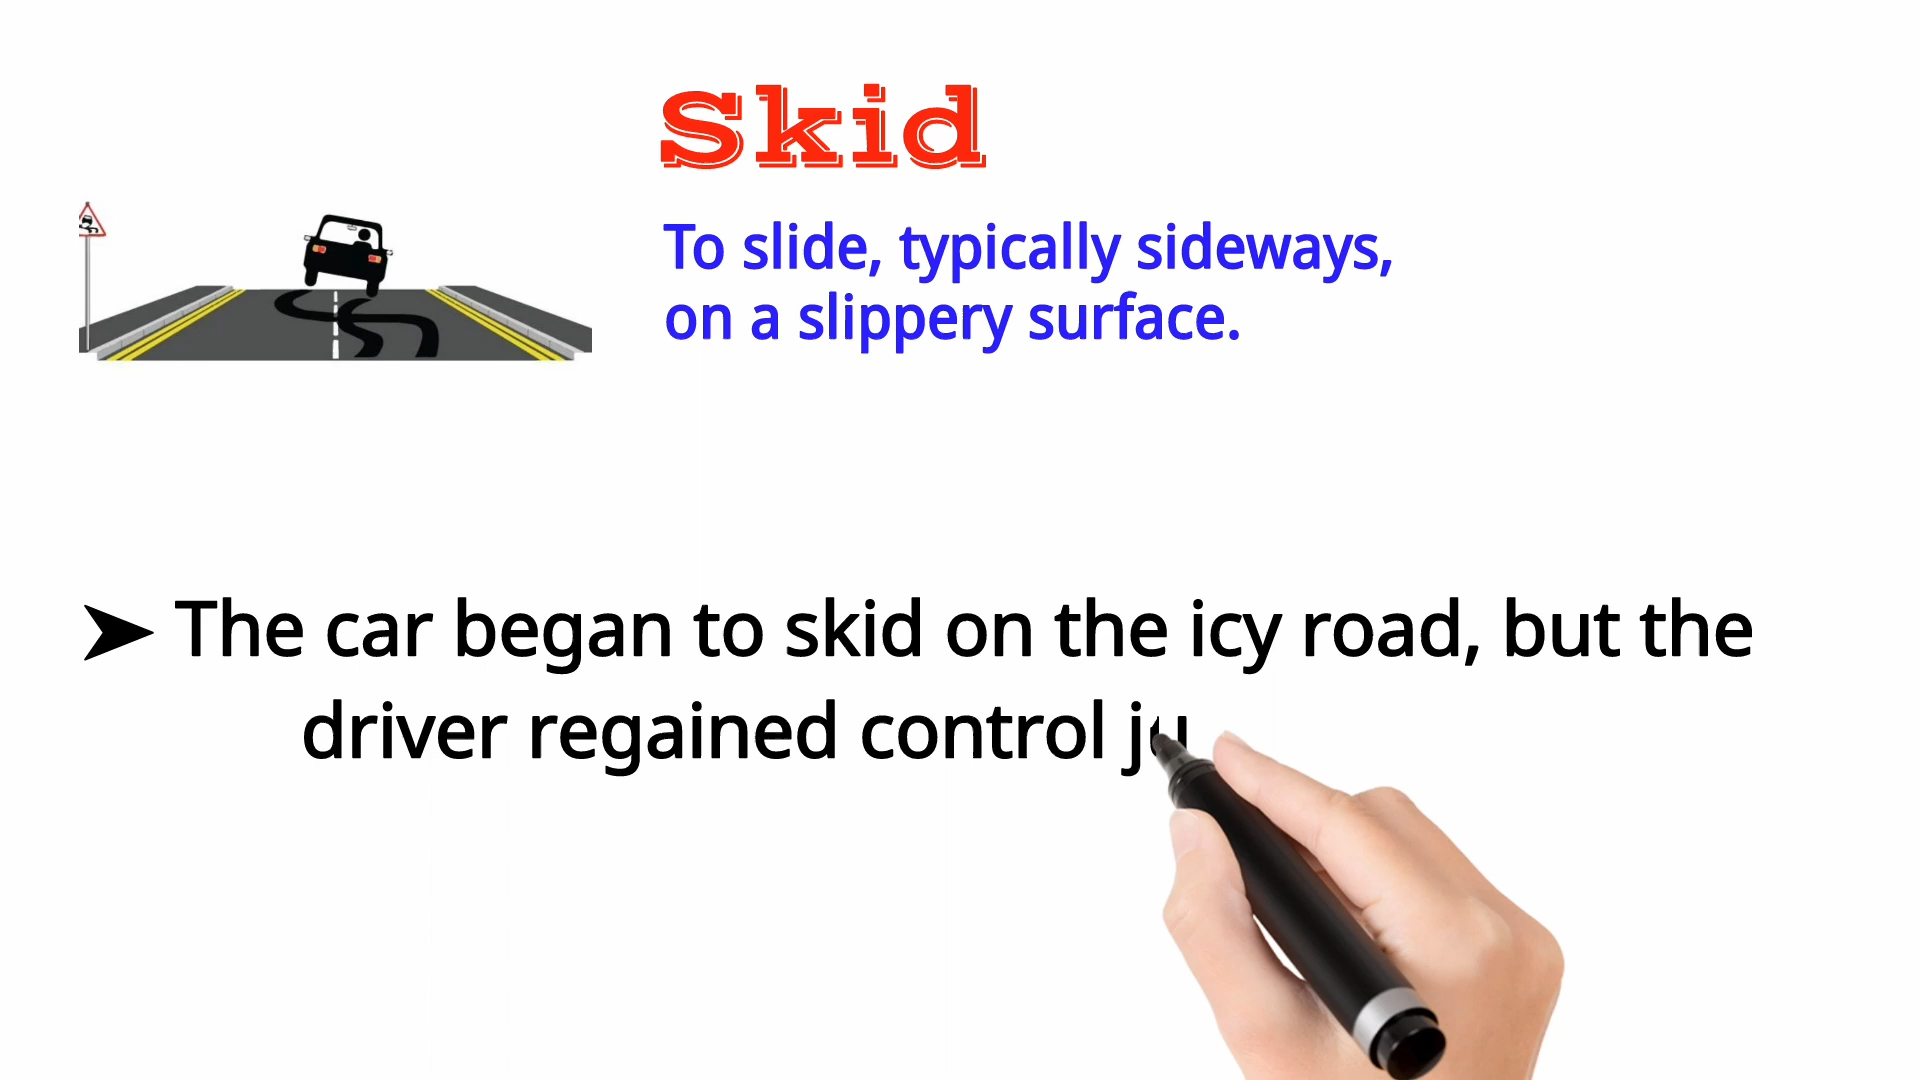 Skid
To slide, typically sideways,
on a slippery surface.
➤ The car began to skid on the icy road, but the
driver regained control ju